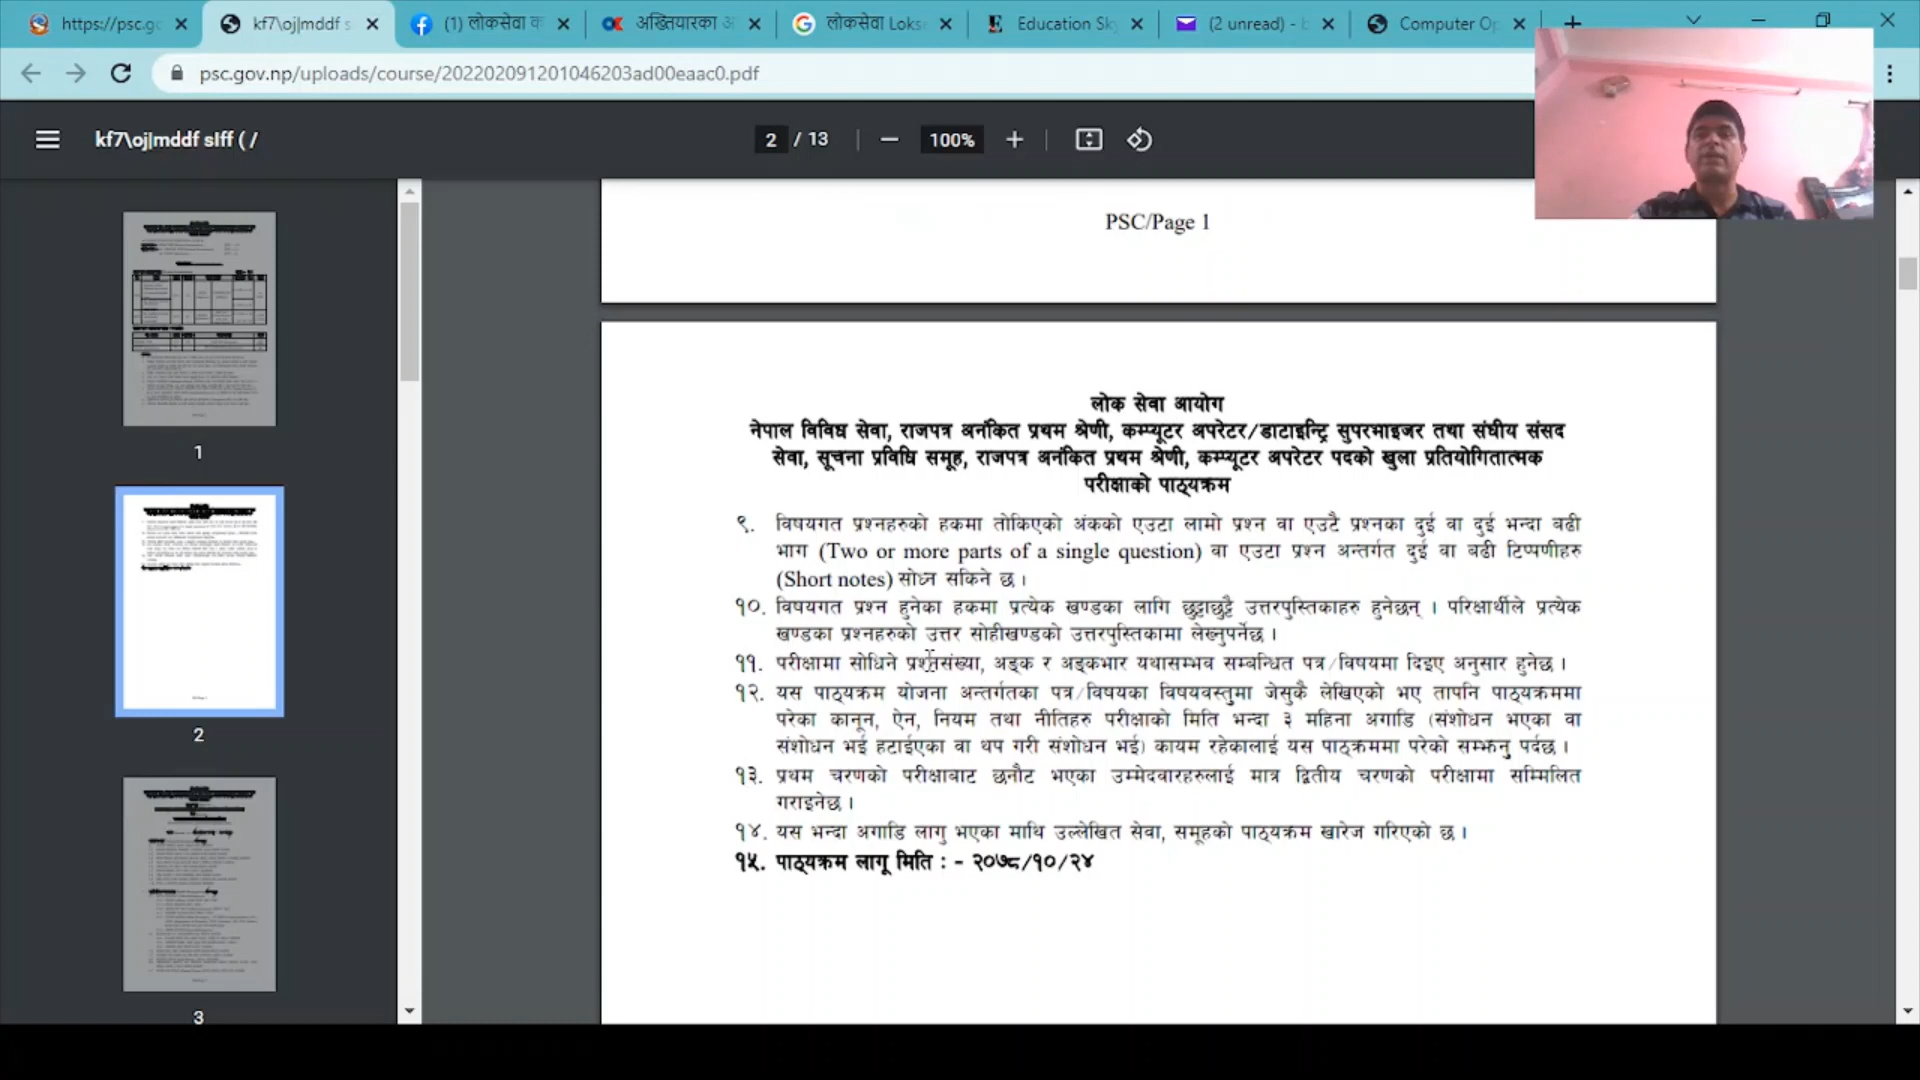 https://psc.go
kf7\oj|mddf s
(1) लोकसेवा क
अख्तियारका अ
लोकसेवा Lokse
Education Sky
(2 unread) - b
Computer Op
psc.gov.np/uploads/course/202202091201046203ad00eaac0.pdf
kf7\oj|mddf slff ( /
2 / 13
100%
1
2
3
PSC/Page 1
लोक सेवा आयोग
नेपाल विविध सेवा, राजपत्र अनंकित प्रथम श्रेणी, कम्प्यूटर अपरेटर/डाटाइन्ट्रि सुपरभाइजर तथा संघीय संसद
सेवा, सूचना प्रविधि समूह, राजपत्र अनंकित प्रथम श्रेणी, कम्प्यूटर अपरेटर पदको खुला प्रतियोगितात्मक
परीक्षाको पाठ्यक्रम
९. विषयगत प्रश्नहरुको हकमा तोकिएको अंकको एउटा लामो प्रश्न वा एउटै प्रश्नका दुई वा दुई भन्दा बढी
भाग (Two or more parts of a single question) वा एउटा प्रश्न अन्तर्गत दुई वा बढी टिप्पणीहरु
(Short notes) सोध्न सकिने छ ।
१०. विषयगत प्रश्न हुनेका हकमा प्रत्येक खण्डका लागि छुट्टाछुट्टै उत्तरपुस्तिकाहरु हुनेछन् । परिक्षार्थीले प्रत्येक
खण्डका प्रश्नहरुको उत्तर सोहीखण्डको उत्तरपुस्तिकामा लेख्नुपर्नेछ ।
११. परीक्षामा सोधिने प्रश्नसंख्या, अङ्क र अङ्कभार यथासम्भव सम्बन्धित पत्र/विषयमा दिइए अनुसार हुनेछ ।
१२. यस पाठ्यक्रम योजना अन्तर्गतका पत्र/विषयका विषयवस्तुमा जेसुकै लेखिएको भए तापनि पाठ्यक्रममा
परेका कानून, ऐन, नियम तथा नीतिहरु परीक्षाको मिति भन्दा ३ महिना अगाडि (संशोधन भएका वा
संशोधन भई हटाईएका वा थप गरी संशोधन भई) कायम रहेकालाई यस पाठ्क्रममा परेको सम्झनु पर्दछ ।
१३. प्रथम चरणको परीक्षाबाट छनौट भएका उम्मेदवारहरुलाई मात्र द्वितीय चरणको परीक्षामा सम्मिलित
गराइनेछ ।
१४. यस भन्दा अगाडि लागु भएका माथि उल्लेखित सेवा, समूहको पाठ्यक्रम खारेज गरिएको छ ।
१५. पाठ्यक्रम लागू मिति : - २०७८/१०/२४